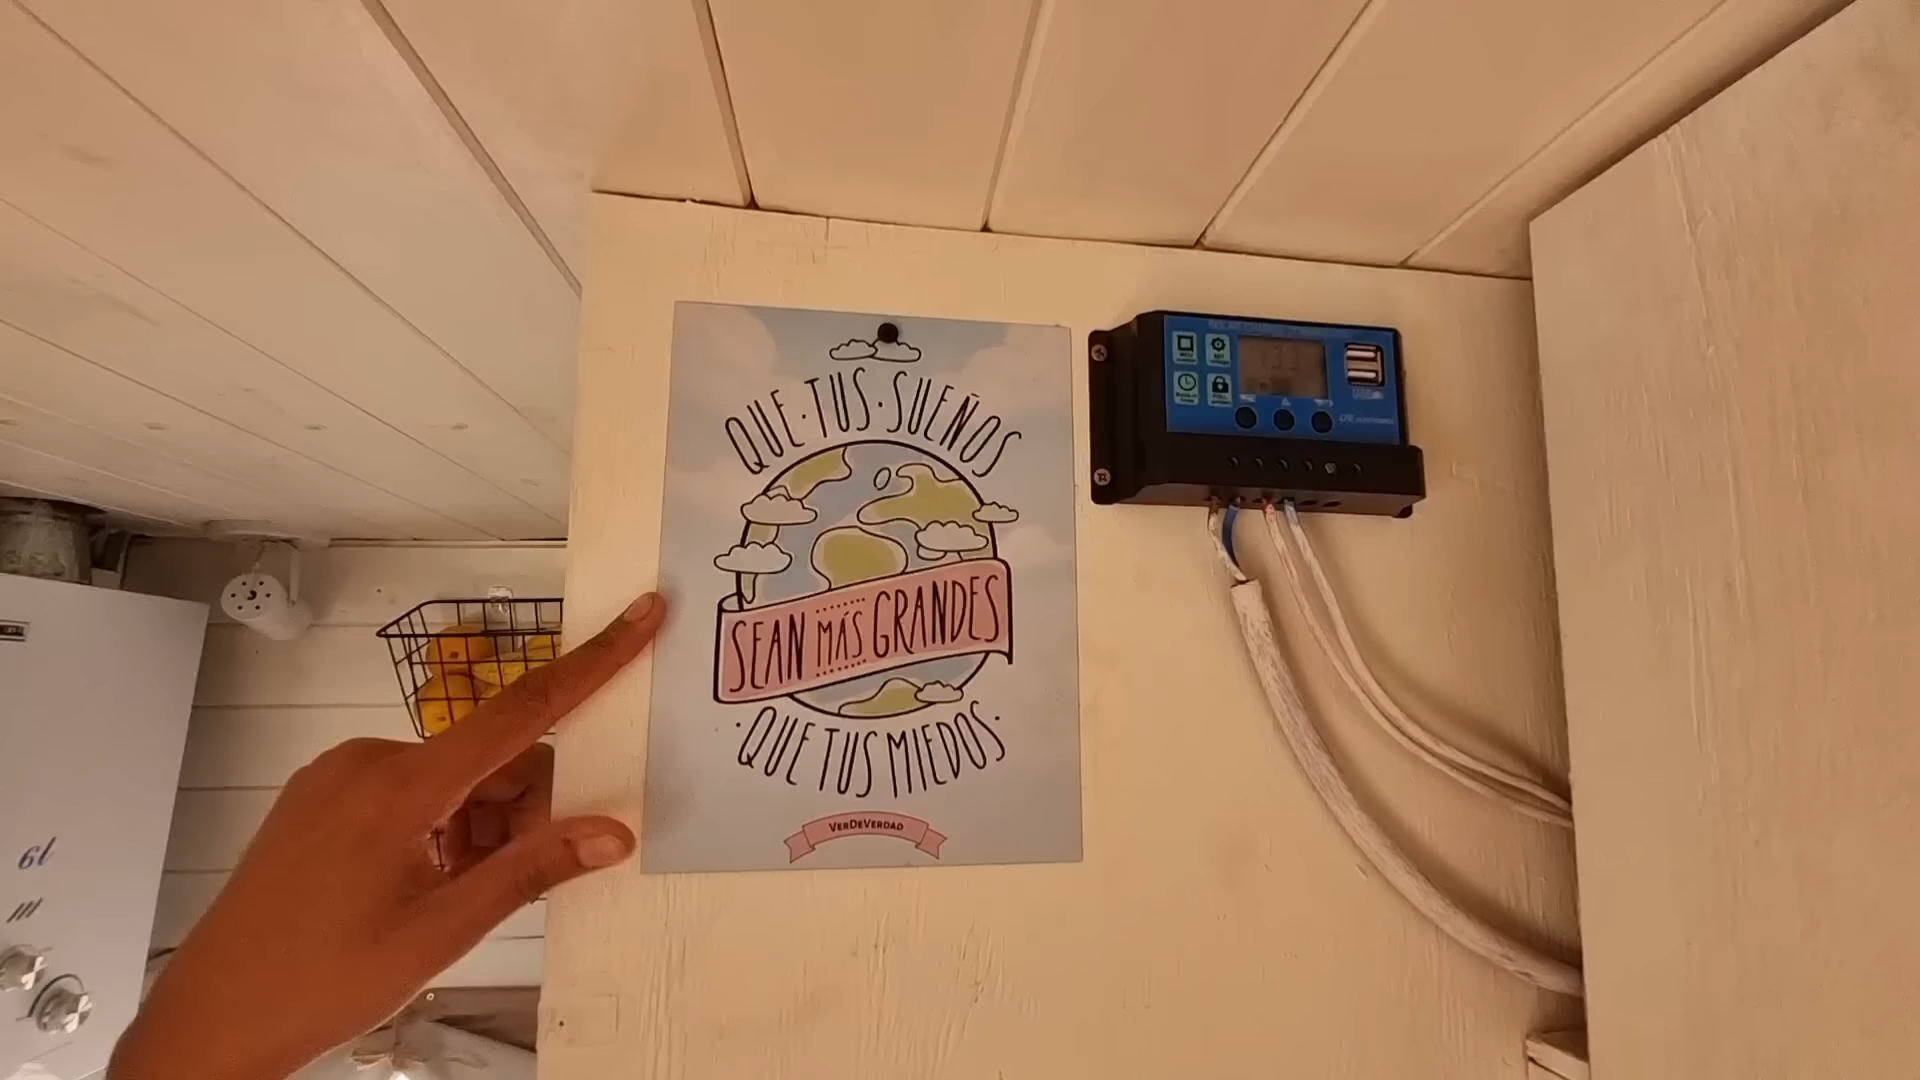 QUE·TUS·SUEÑOS
SEAN MÁS GRANDES
·QUE TUS MIEDOS·
VERDEVERDAD
6l